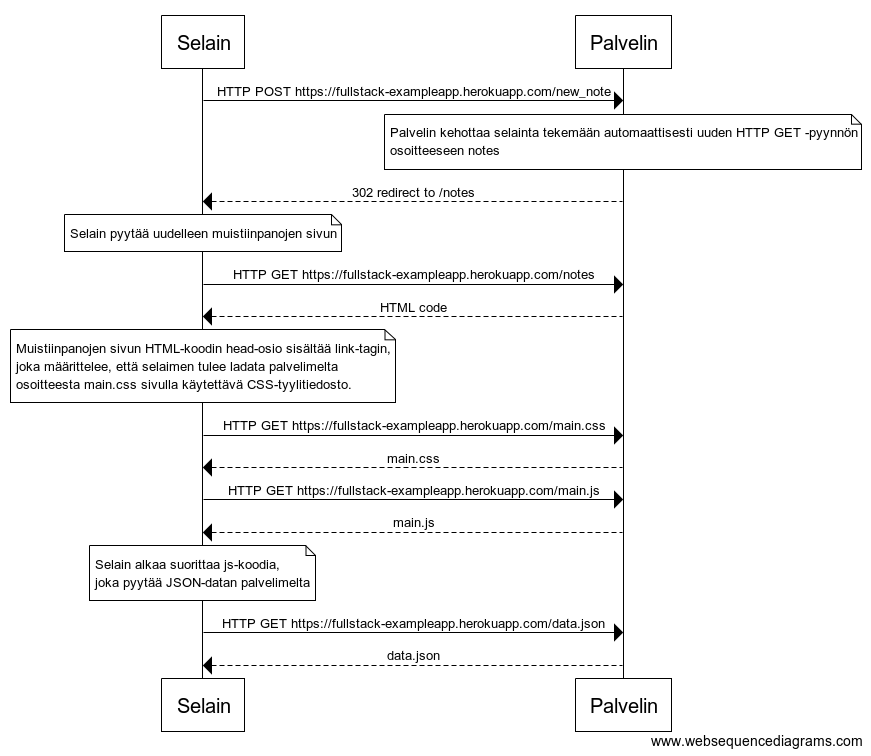 Selain
Palvelin
HTTP POST https://fullstack-exampleapp.herokuapp.com/new_note
Palvelin kehottaa selainta tekemään automaattisesti uuden HTTP GET -pyynnön
osoitteeseen notes
302 redirect to /notes
Selain pyytää uudelleen muistiinpanojen sivun
HTTP GET https://fullstack-exampleapp.herokuapp.com/notes
HTML code
Muistiinpanojen sivun HTML-koodin head-osio sisältää link-tagin,
joka määrittelee, että selaimen tulee ladata palvelimelta
osoitteesta main.css sivulla käytettävä CSS-tyylitiedosto.
HTTP GET https://fullstack-exampleapp.herokuapp.com/main.css
main.css
HTTP GET https://fullstack-exampleapp.herokuapp.com/main.js
main.js
Selain alkaa suorittaa js-koodia,
joka pyytää JSON-datan palvelimelta
HTTP GET https://fullstack-exampleapp.herokuapp.com/data.json
data.json
Selain
Palvelin
www.websequencediagrams.com